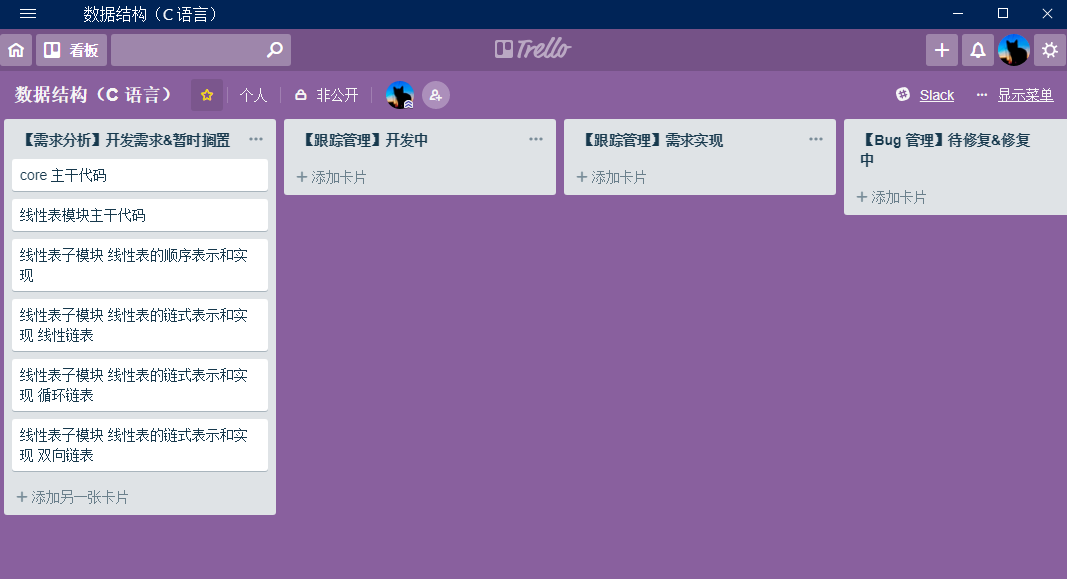 数据结构（C 语言）
看板
Trello
数据结构（C 语言）
个人
非公开
Slack
显示菜单
【需求分析】开发需求&暂时搁置
core 主干代码
线性表模块主干代码
线性表子模块 线性表的顺序表示和实
现
线性表子模块 线性表的链式表示和实
现 线性链表
线性表子模块 线性表的链式表示和实
现 循环链表
线性表子模块 线性表的链式表示和实
现 双向链表
+ 添加另一张卡片
【跟踪管理】开发中
+ 添加卡片
【跟踪管理】需求实现
+ 添加卡片
【Bug 管理】待修复&修复
中
+ 添加卡片